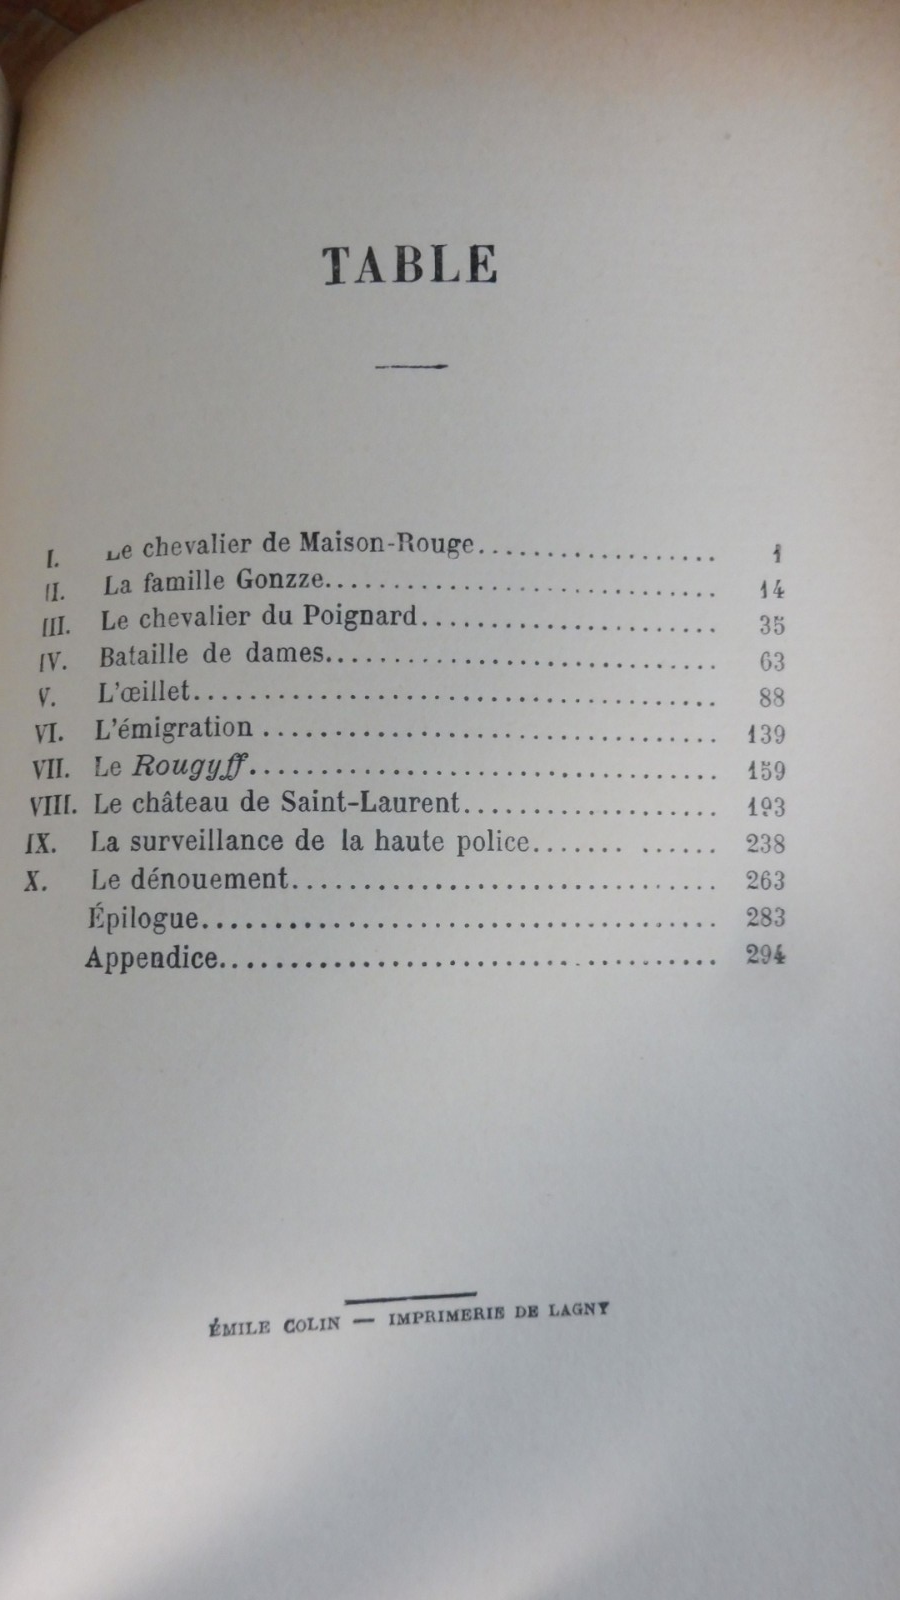 TABLE
I. Le chevalier de Maison-Rouge................... 1
II. La famille Gonzze.............................. 14
III. Le chevalier du Poignard....................... 35
IV. Bataille de dames.............................. 63
V. L'œillet....................................... 88
VI. L'émigration .................................. 139
VII. Le Rougyff.................................... 159
VIII. Le château de Saint-Laurent................... 193
IX. La surveillance de la haute police....... ...... 238
X. Le dénouement.................................. 263
Épilogue........................................ 283
Appendice....................................... 294
ÉMILE COLIN — IMPRIMERIE DE LAGNY